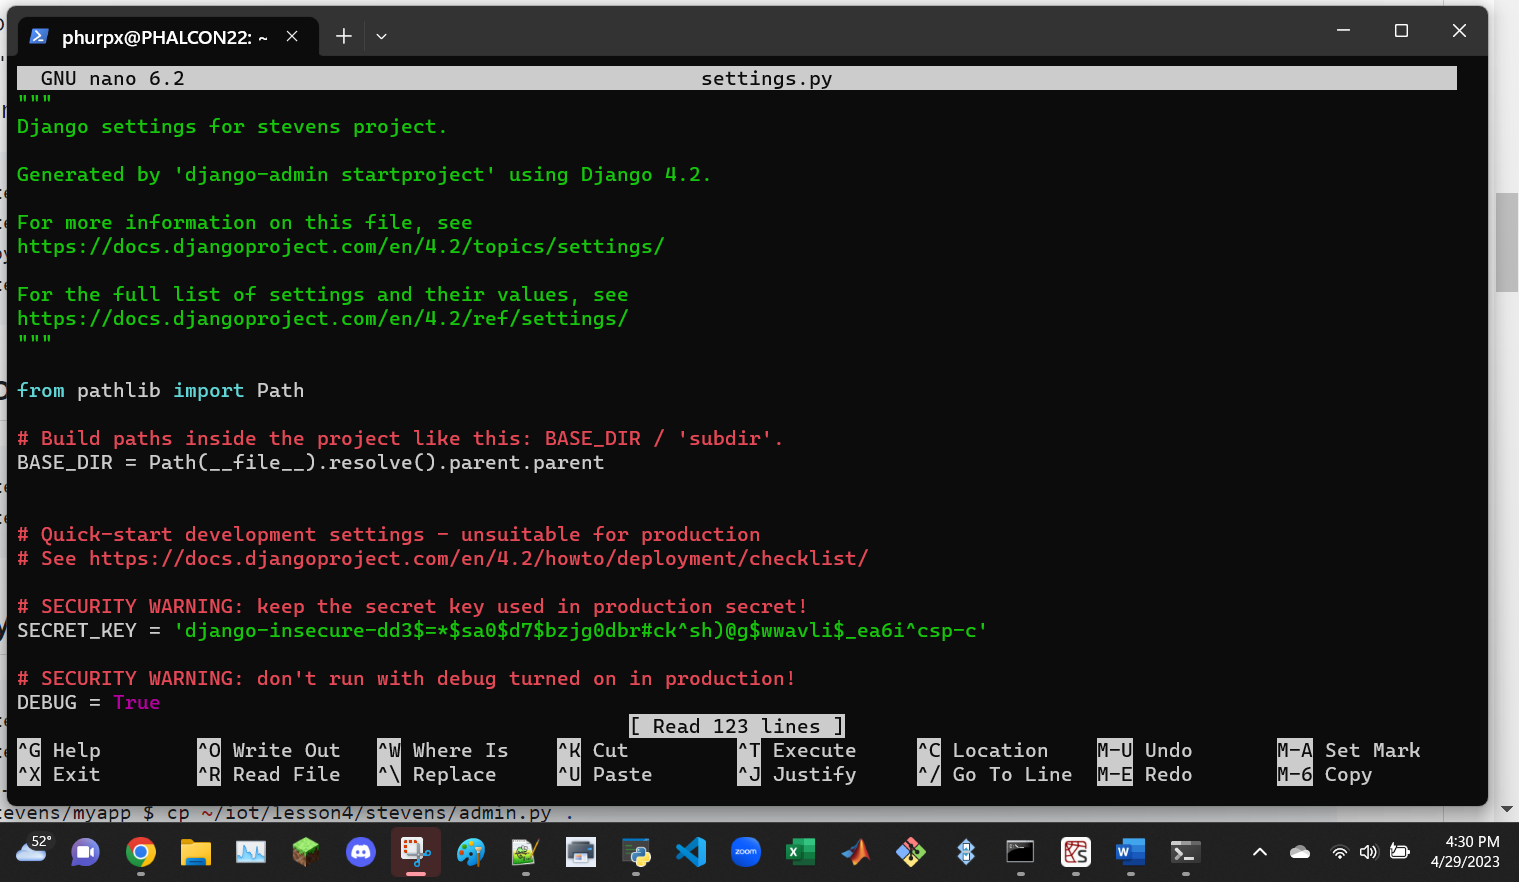 phurpx@PHALCON22: ~
GNU nano 6.2 settings.py
"""
Django settings for stevens project.
Generated by 'django-admin startproject' using Django 4.2.
For more information on this file, see
https://docs.djangoproject.com/en/4.2/topics/settings/
For the full list of settings and their values, see
https://docs.djangoproject.com/en/4.2/ref/settings/
"""
from pathlib import Path
# Build paths inside the project like this: BASE_DIR / 'subdir'.
BASE_DIR = Path(__file__).resolve().parent.parent
# Quick-start development settings - unsuitable for production
# See https://docs.djangoproject.com/en/4.2/howto/deployment/checklist/
# SECURITY WARNING: keep the secret key used in production secret!
SECRET_KEY = 'django-insecure-dd3$=*$sa0$d7$bzjg0dbr#ck^sh)@g$wwavli$_ea6i^csp-c'
# SECURITY WARNING: don't run with debug turned on in production!
DEBUG = True
[ Read 123 lines ]
^G Help ^O Write Out ^W Where Is ^K Cut ^T Execute ^C Location M-U Undo M-A Set Mark
^X Exit ^R Read File ^\ Replace ^U Paste ^J Justify ^/ Go To Line M-E Redo M-6 Copy
tevens/myapp $ cp ~/iot/lesson4/stevens/admin.py .
52°
zoom
4:30 PM
4/29/2023